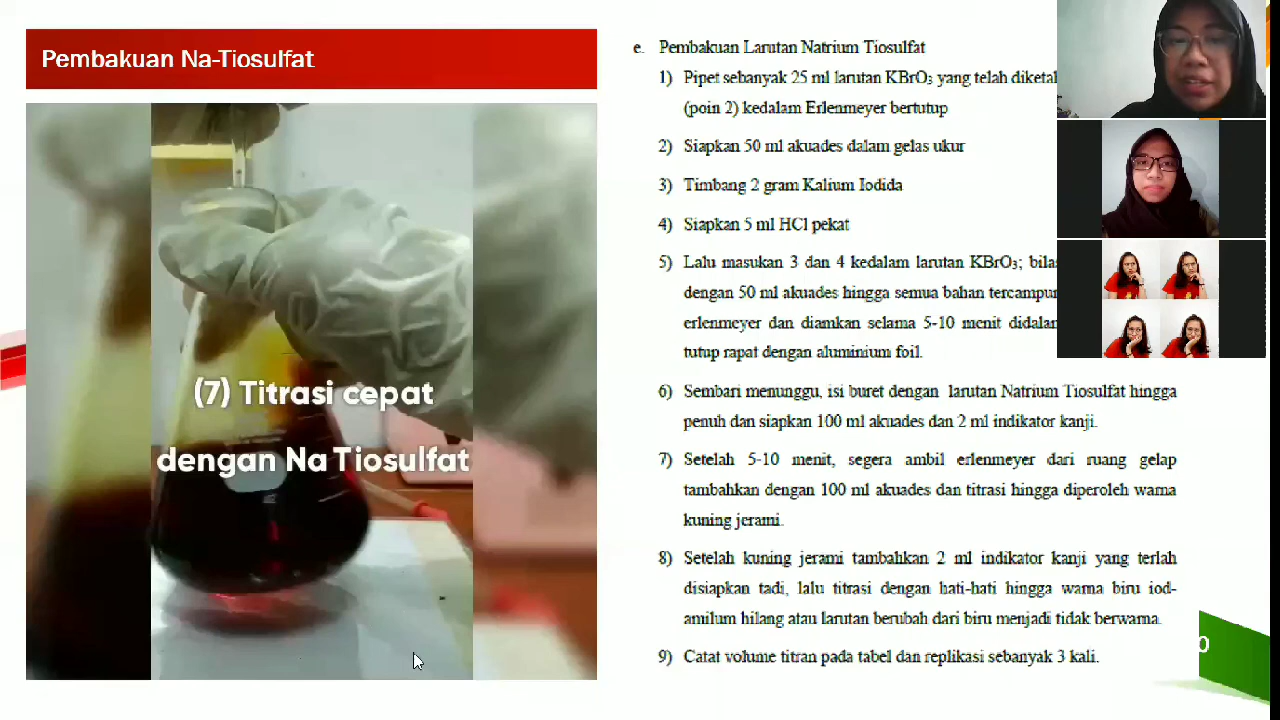 Pembakuan Na-Tiosulfat
(7) Titrasi cepat
dengan Na Tiosulfat
e. Pembakuan Larutan Natrium Tiosulfat
1) Pipet sebanyak 25 ml larutan KBrO₃ yang telah
(poin 2) kedalam Erlenmeyer bertutup
2) Siapkan 50 ml akuades dalam gelas ukur
3) Timbang 2 gram Kalium Iodida
4) Siapkan 5 ml HCl pekat
5) Lalu masukan 3 dan 4 kedalam larutan KBrO₃;
dengan 50 ml akuades hingga semua bahan
erlenmeyer dan diamkan selama 5-10 menit
tutup rapat dengan aluminium foil.
6) Sembari menunggu, isi buret dengan larutan Natrium Tiosulfat hingga
penuh dan siapkan 100 ml akuades dan 2 ml indikator kanji.
7) Setelah 5-10 menit, segera ambil erlenmeyer dari ruang gelap
tambahkan dengan 100 ml akuades dan titrasi hingga diperoleh warna
kuning jerami.
8) Setelah kuning jerami tambahkan 2 ml indikator kanji yang terlah
disiapkan tadi, lalu titrasi dengan hati-hati hingga warna biru iod-
amilum hilang atau larutan berubah dari biru menjadi tidak berwarna.
9) Catat volume titran pada tabel dan replikasi sebanyak 3 kali.